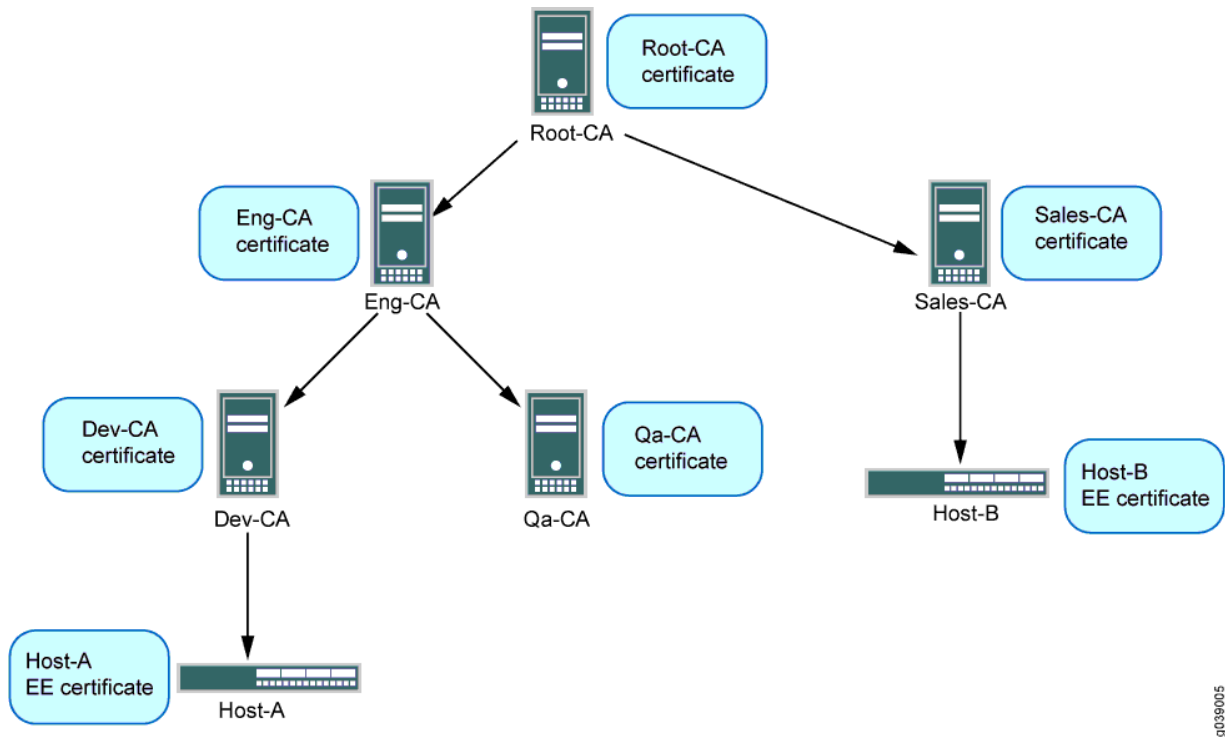 Root-CA
certificate
Root-CA
Eng-CA
certificate
Sales-CA
certificate
Eng-CA
Sales-CA
Dev-CA
certificate
Qa-CA
certificate
Host-B
EE certificate
Dev-CA
Qa-CA
Host-B
Host-A
EE certificate
Host-A
g039005